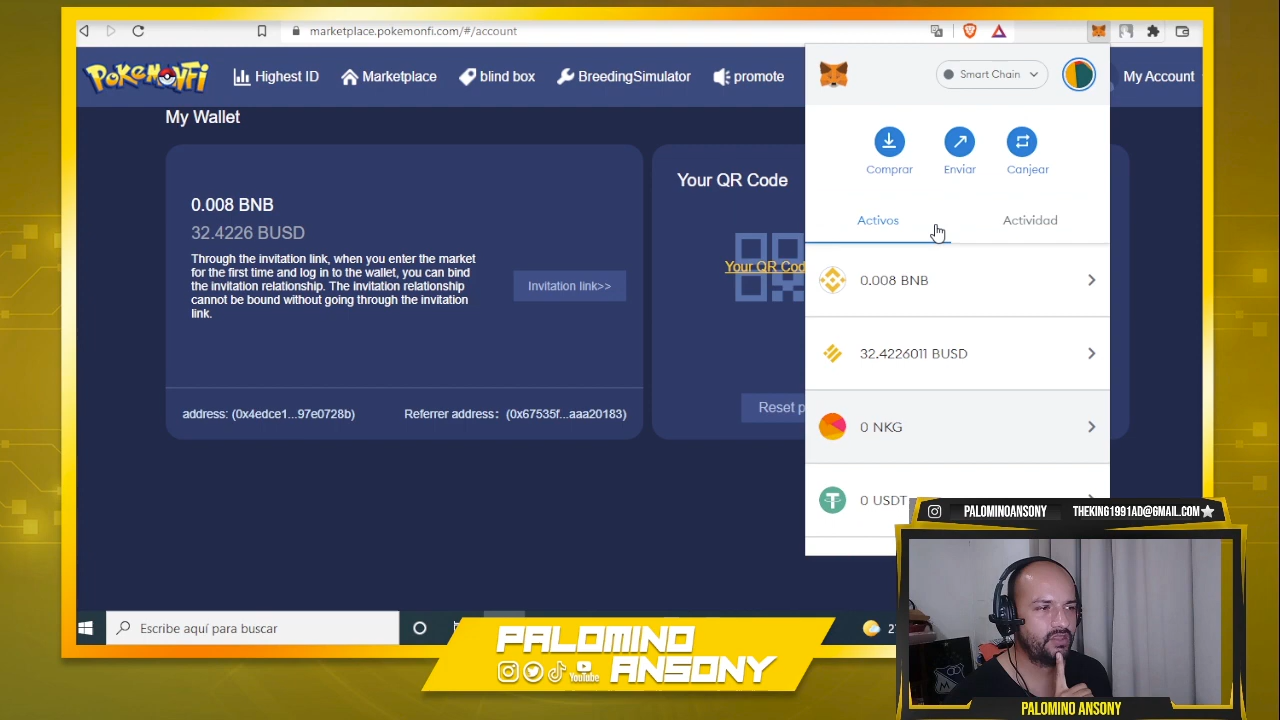 marketplace.pokemonfi.com/#/account
POKEMONFI
Highest ID
Marketplace
blind box
BreedingSimulator
promote
My Account
My Wallet
0.008 BNB
32.4226 BUSD
Through the invitation link, when you enter the market
for the first time and log in to the wallet, you can bind
the invitation relationship. The invitation relationship
cannot be bound without going through the invitation
link.
Invitation link>>
address: (0x4edce1...97e0728b)
Referrer address：(0x67535f...aaa20183)
Your QR Code
Your QR Cod
Reset p
Smart Chain
Comprar
Enviar
Canjear
Activos
Actividad
0.008 BNB
32.4226011 BUSD
0 NKG
0 USDT
PALOMINOANSONY
THEKING1991AD@GMAIL.COM
Escribe aquí para buscar
PALOMINO
ANSONY
YouTube
PALOMINO ANSONY